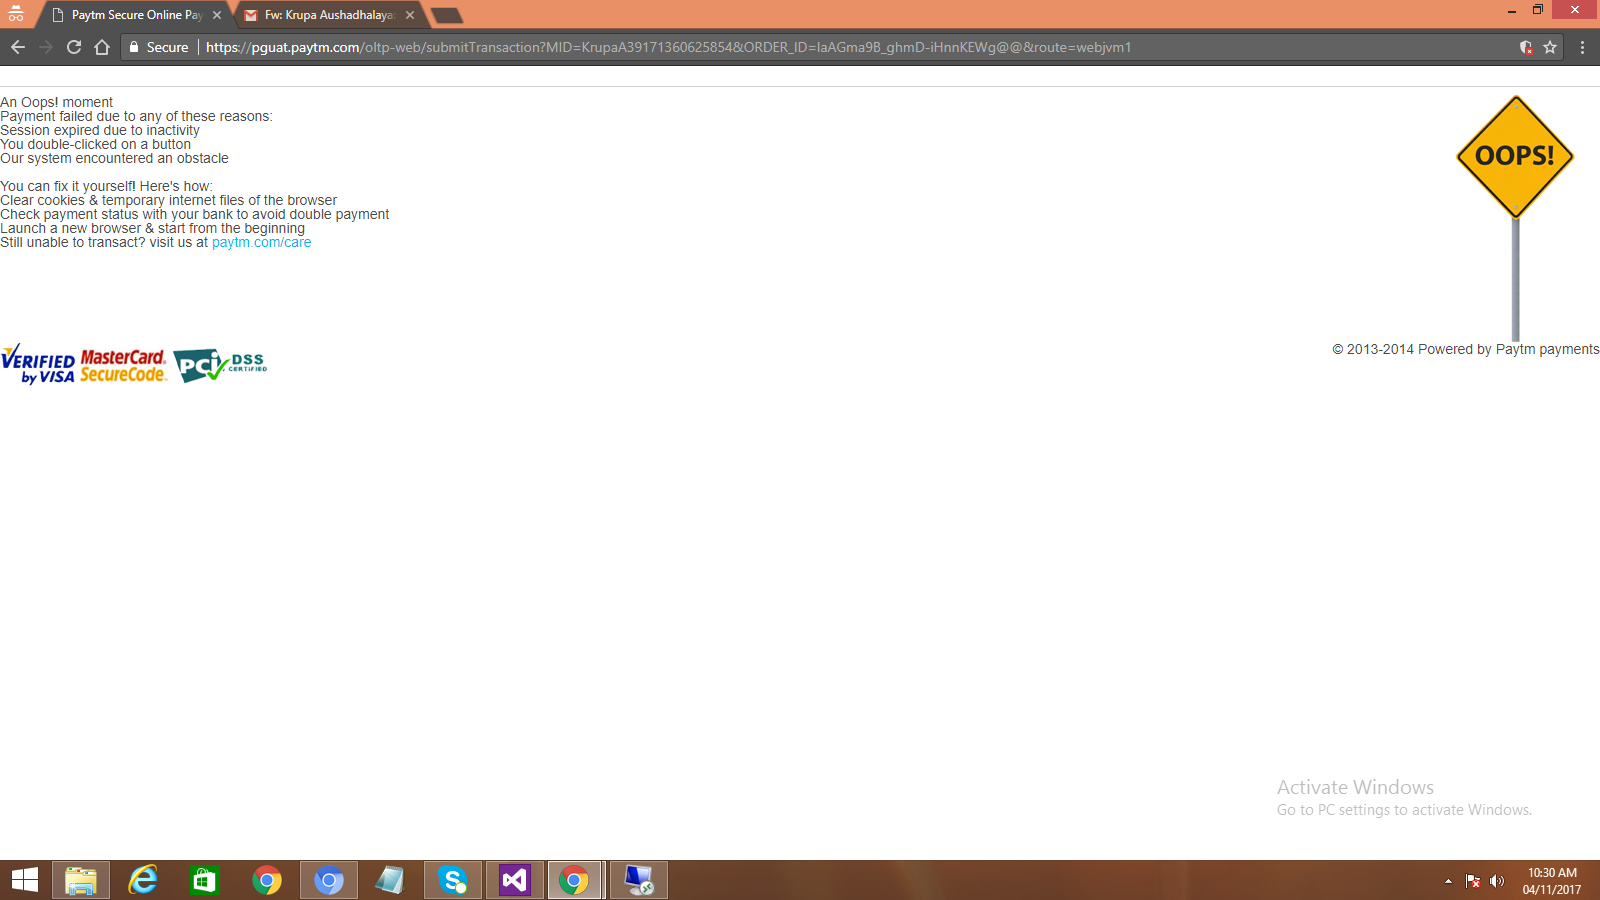 Paytm Secure Online Pay
Fw: Krupa Aushadhalaya
Secure
https://pguat.paytm.com/oltp-web/submitTransaction?MID=KrupaA39171360625854&ORDER_ID=laAGma9B_ghmD-iHnnKEWg@@&route=webjvm1
An Oops! moment
Payment failed due to any of these reasons:
Session expired due to inactivity
You double-clicked on a button
Our system encountered an obstacle
You can fix it yourself! Here's how:
Clear cookies & temporary internet files of the browser
Check payment status with your bank to avoid double payment
Launch a new browser & start from the beginning
Still unable to transact? visit us at paytm.com/care
OOPS!
© 2013-2014 Powered by Paytm payments
VERIFIED
by VISA
MasterCard.
SecureCode.
PCi DSS
CERTIFIED
Activate Windows
Go to PC settings to activate Windows.
10:30 AM
04/11/2017